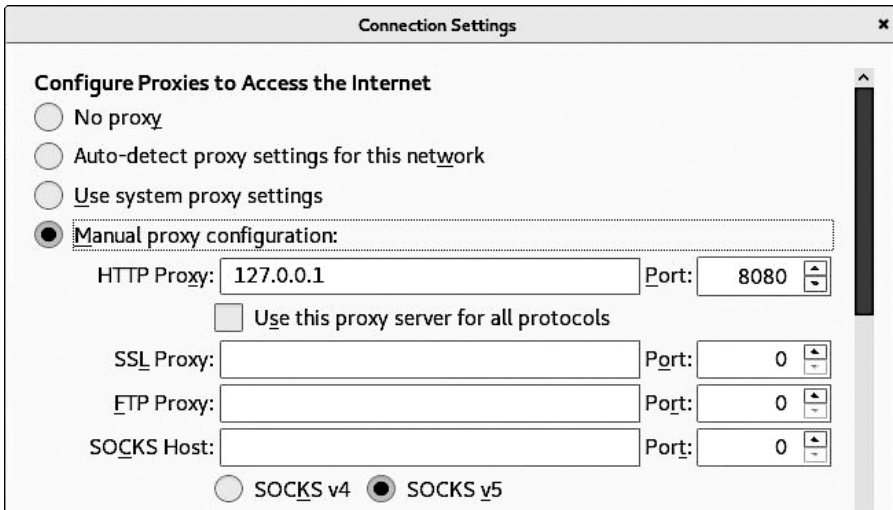 Connection Settings
Configure Proxies to Access the Internet
No proxy
Auto-detect proxy settings for this network
Use system proxy settings
Manual proxy configuration:
HTTP Proxy: 127.0.0.1 Port: 8080
Use this proxy server for all protocols
SSL Proxy: Port: 0
FTP Proxy: Port: 0
SOCKS Host: Port: 0
SOCKS v4 SOCKS v5